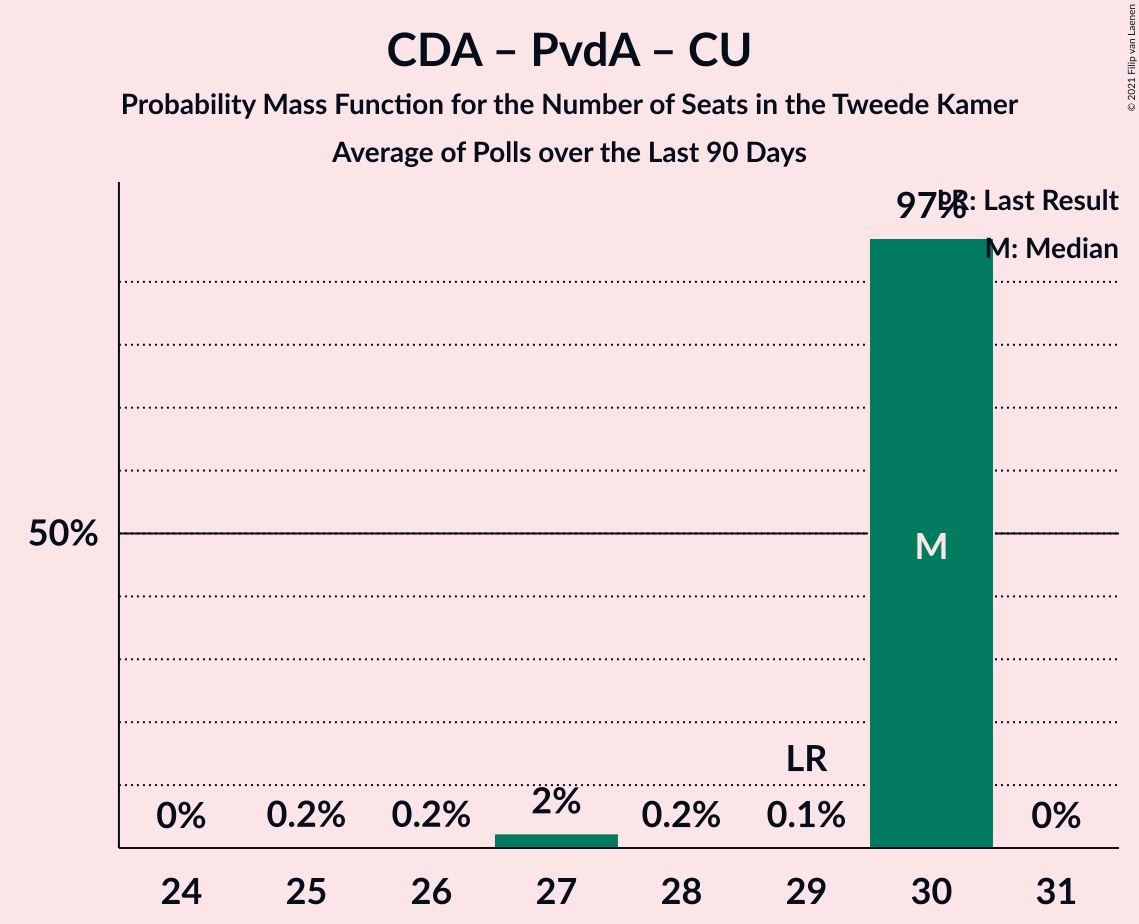 CDA – PvdA – CU
Probability Mass Function for the Number of Seats in the Tweede Kamer
Average of Polls over the Last 90 Days
© 2021 Filip van Laenen
97%
LR: Last Result
M: Median
50%
M
LR
0%
0.2%
0.2%
2%
0.2%
0.1%
0%
24
25
26
27
28
29
30
31